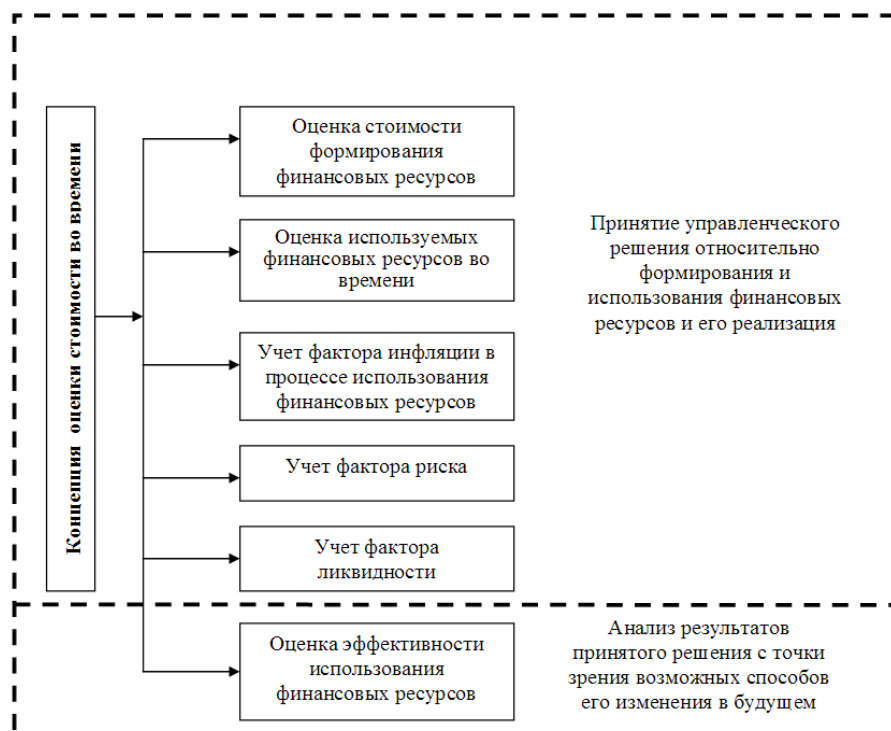 Концепция оценки стоимости во времени
Оценка стоимости
формирования
финансовых ресурсов
Оценка используемых
финансовых ресурсов во
времени
Учет фактора инфляции в
процессе использования
финансовых ресурсов
Учет фактора риска
Учет фактора
ликвидности
Принятие управленческого
решения относительно
формирования и
использования финансовых
ресурсов и его реализация
Оценка эффективности
использования
финансовых ресурсов
Анализ результатов
принятого решения с точки
зрения возможных способов
его изменения в будущем